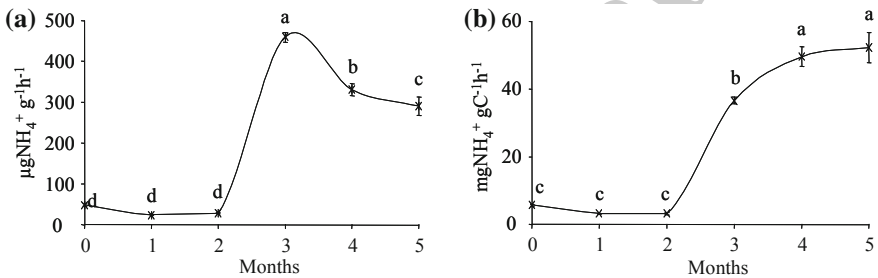 (a)
500
400
300
200
100
0
µgNH₄⁺ g⁻¹h⁻¹
a
b
c
d
d
d
0 1 2 3 4 5
Months
(b)
60
40
20
0
mgNH₄⁺ gC⁻¹h⁻¹
a
a
b
c
c
c
0 1 2 3 4 5
Months